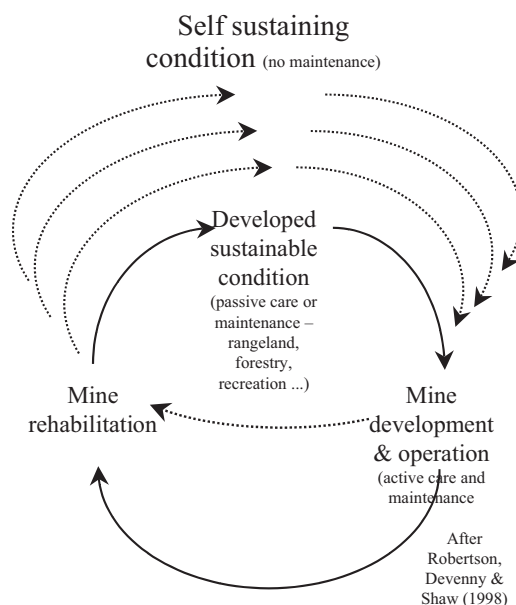 Self sustaining
condition (no maintenance)
Developed
sustainable
condition
(passive care or
maintenance –
rangeland,
forestry,
recreation ...)
Mine
rehabilitation
Mine
development
& operation
(active care and
maintenance
After
Robertson,
Devenny &
Shaw (1998)